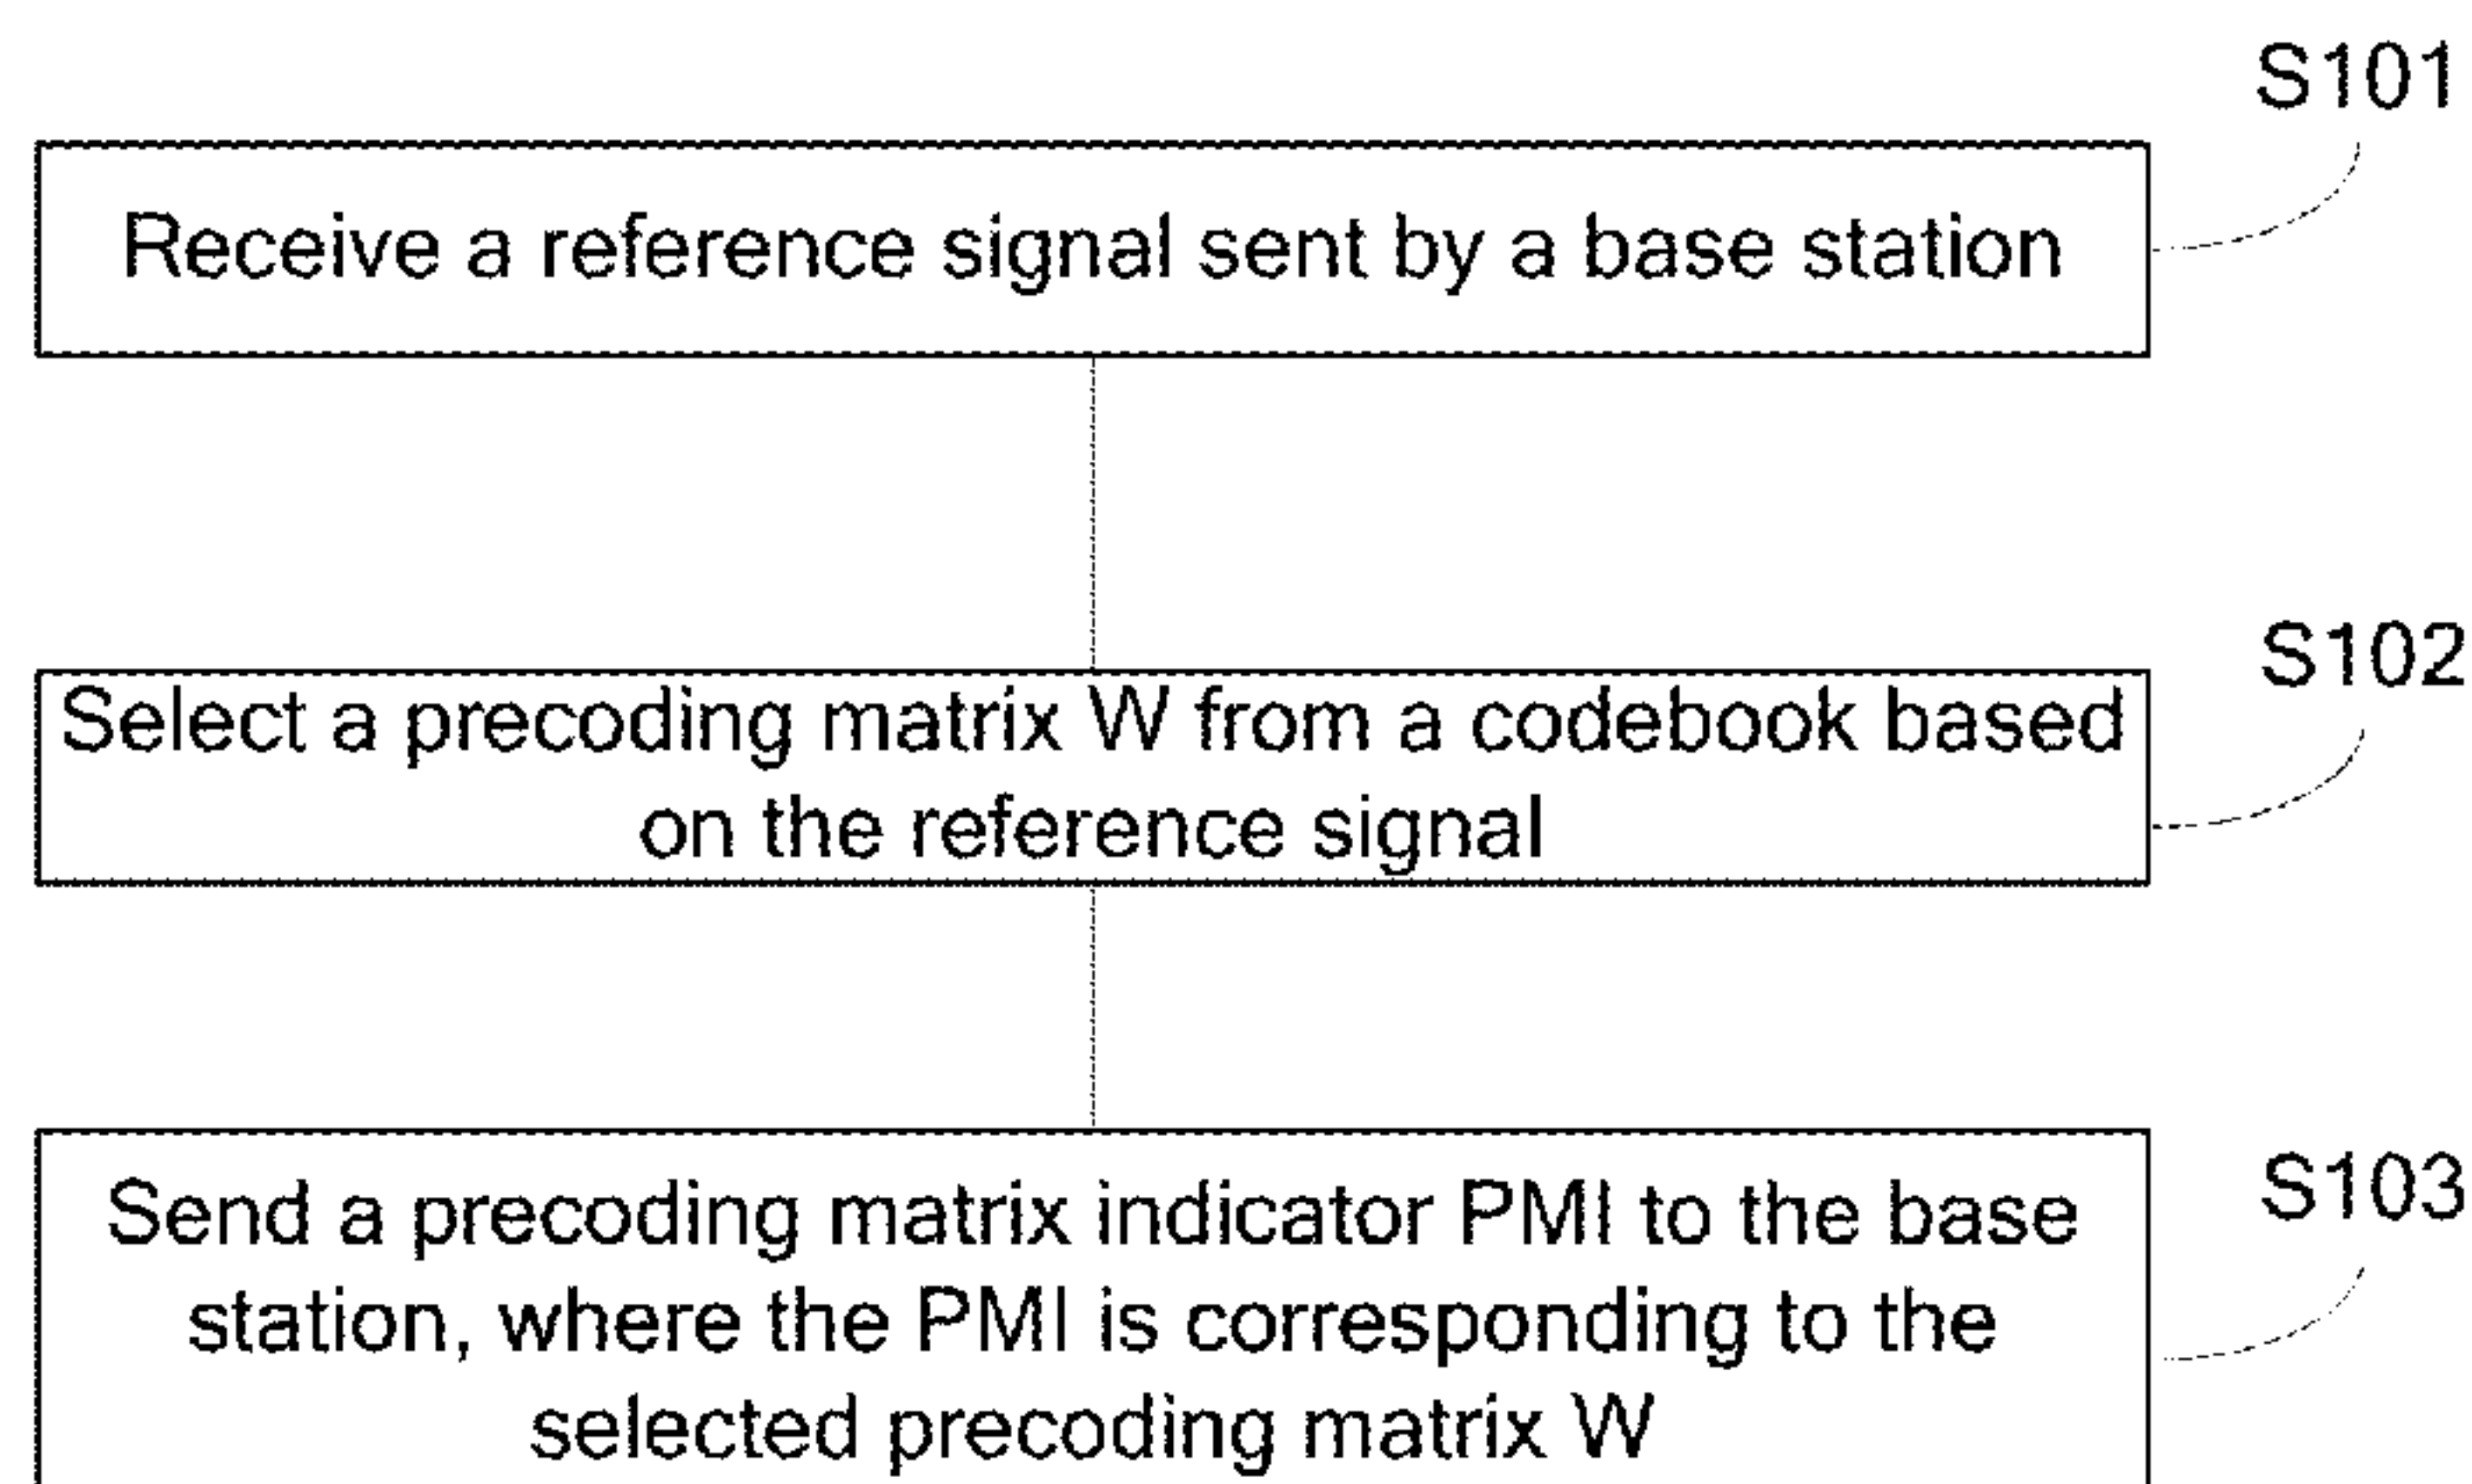 S101
Receive a reference signal sent by a base station
S102
Select a precoding matrix W from a codebook based
on the reference signal
S103
Send a precoding matrix indicator PMI to the base
station, where the PMI is corresponding to the
selected precoding matrix W